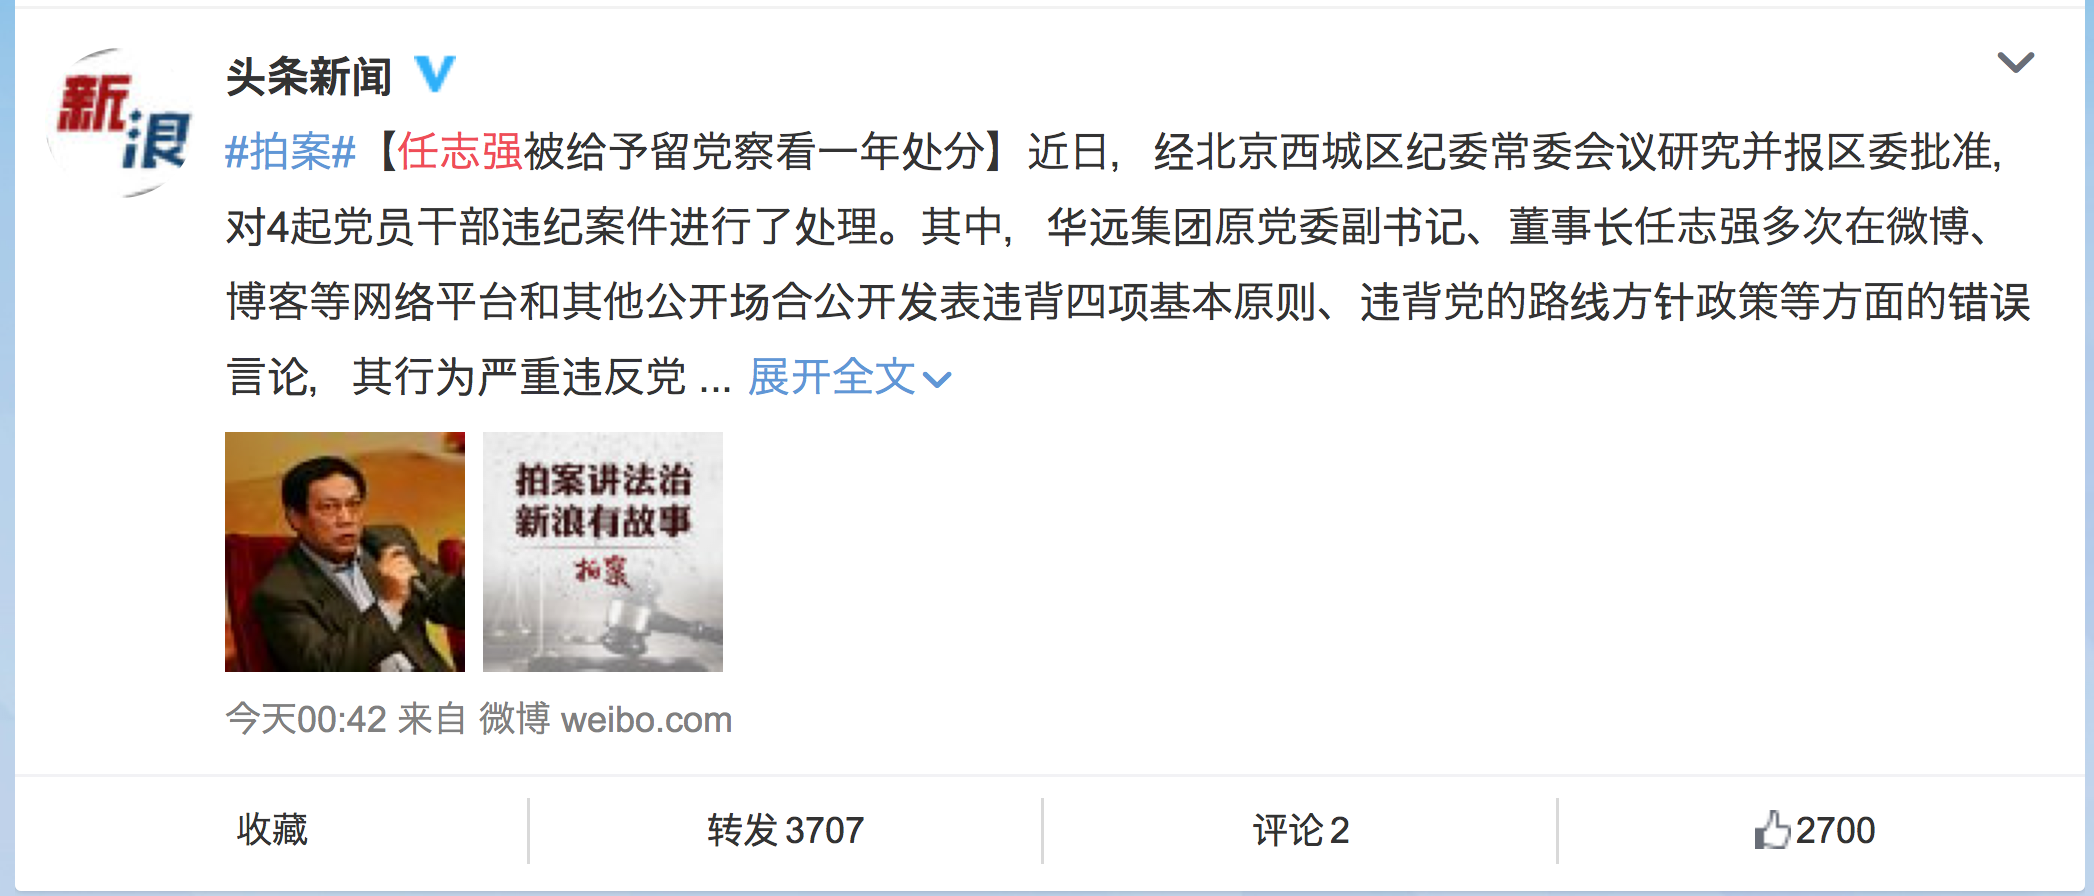 新浪
头条新闻
#拍案#【任志强被给予留党察看一年处分】近日，经北京西城区纪委常委会议研究并报区委批准，
对4起党员干部违纪案件进行了处理。其中，华远集团原党委副书记、董事长任志强多次在微博、
博客等网络平台和其他公开场合公开发表违背四项基本原则、违背党的路线方针政策等方面的错误
言论，其行为严重违反党 ... 展开全文
拍案讲法治
新浪有故事
拍案
今天00:42 来自 微博 weibo.com
收藏 转发 3707 评论 2 2700